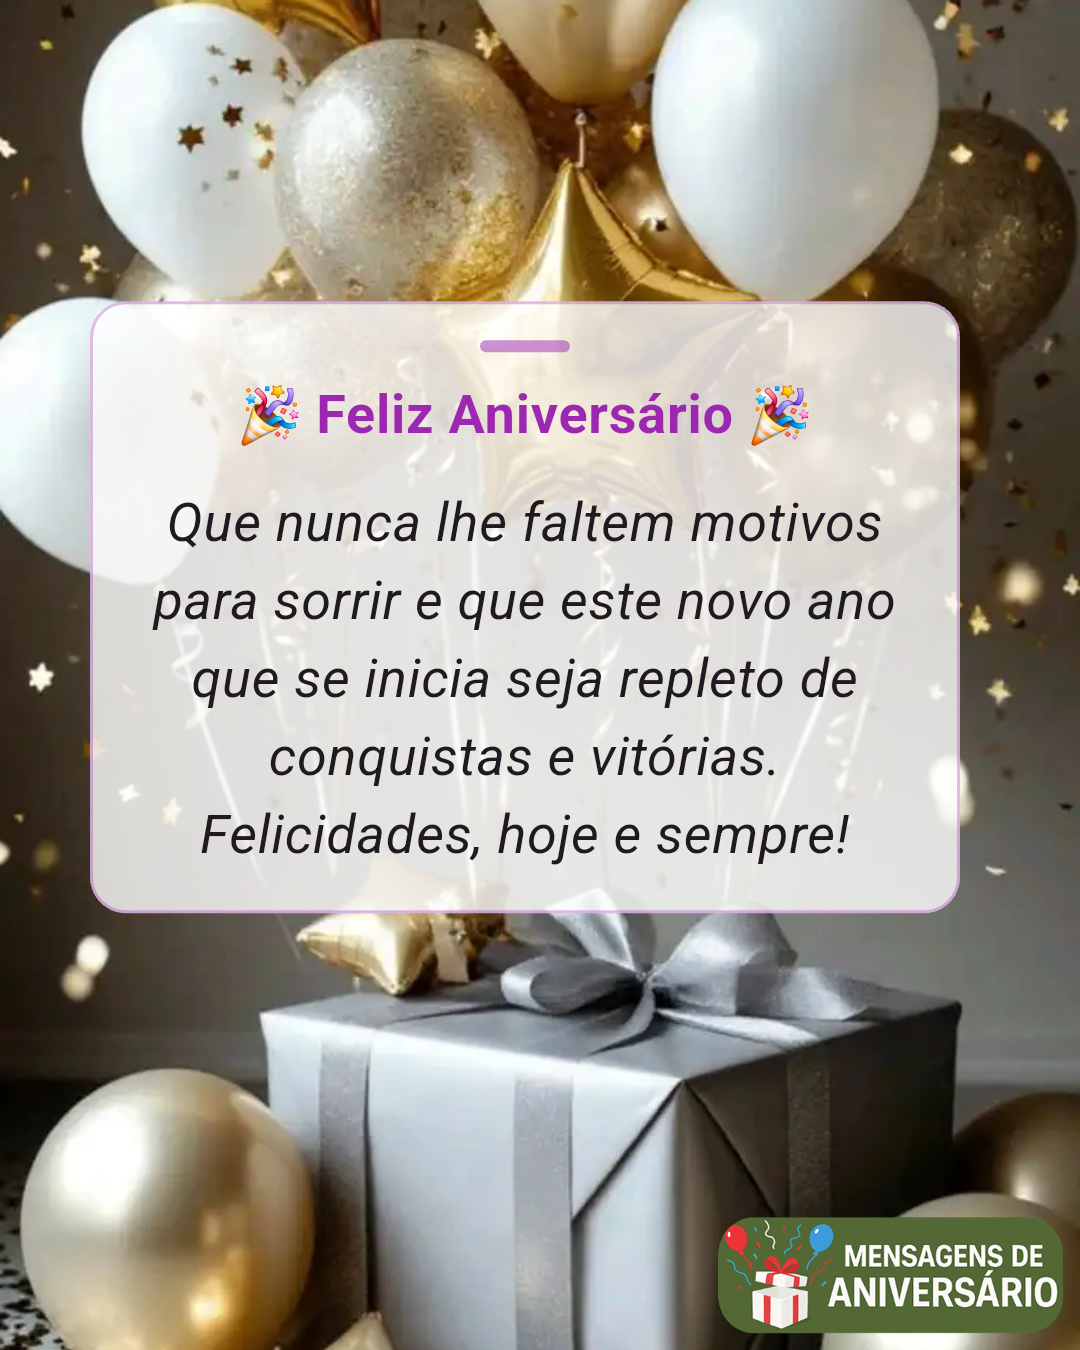 🎉 Feliz Aniversário 🎉
Que nunca lhe faltem motivos
para sorrir e que este novo ano
que se inicia seja repleto de
conquistas e vitórias.
Felicidades, hoje e sempre!
MENSAGENS DE
ANIVERSÁRIO